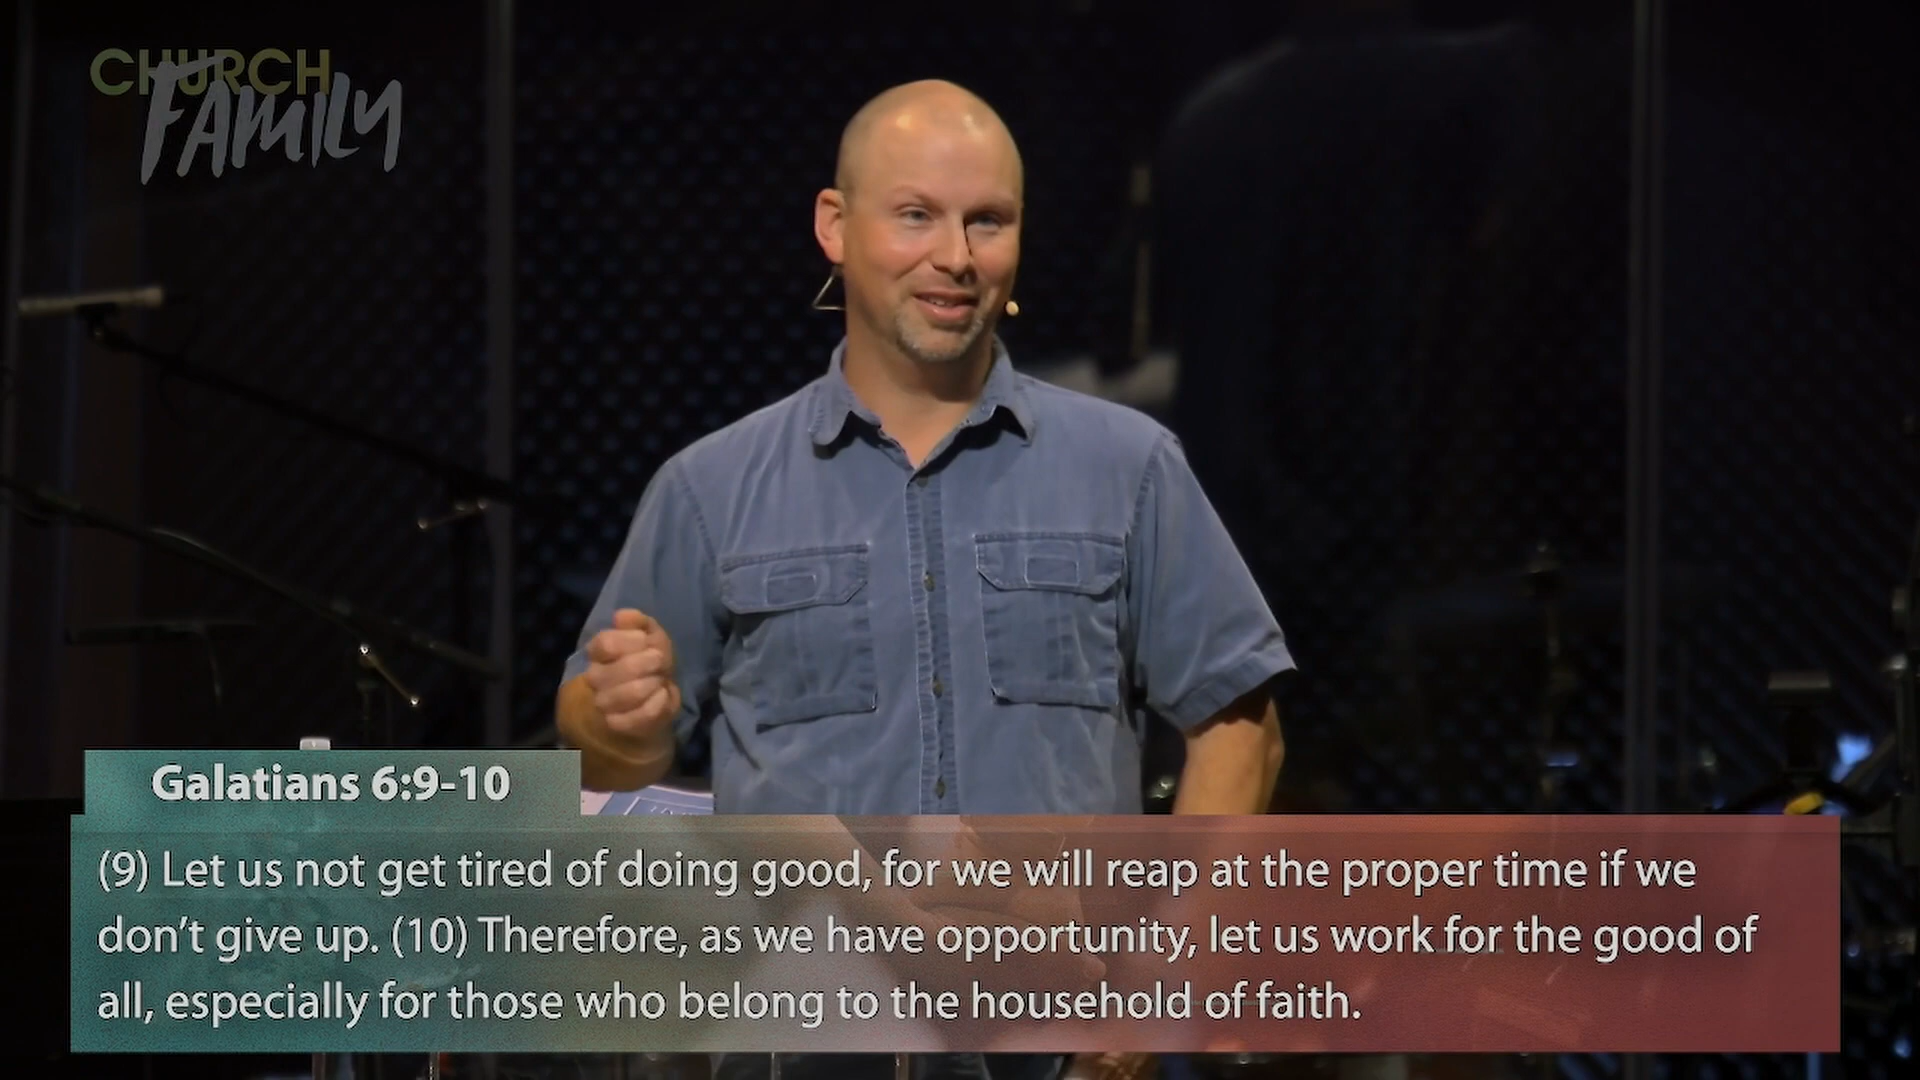 CHURCH
FAMILY
Galatians 6:9-10
(9) Let us not get tired of doing good, for we will reap at the proper time if we
don’t give up. (10) Therefore, as we have opportunity, let us work for the good of
all, especially for those who belong to the household of faith.